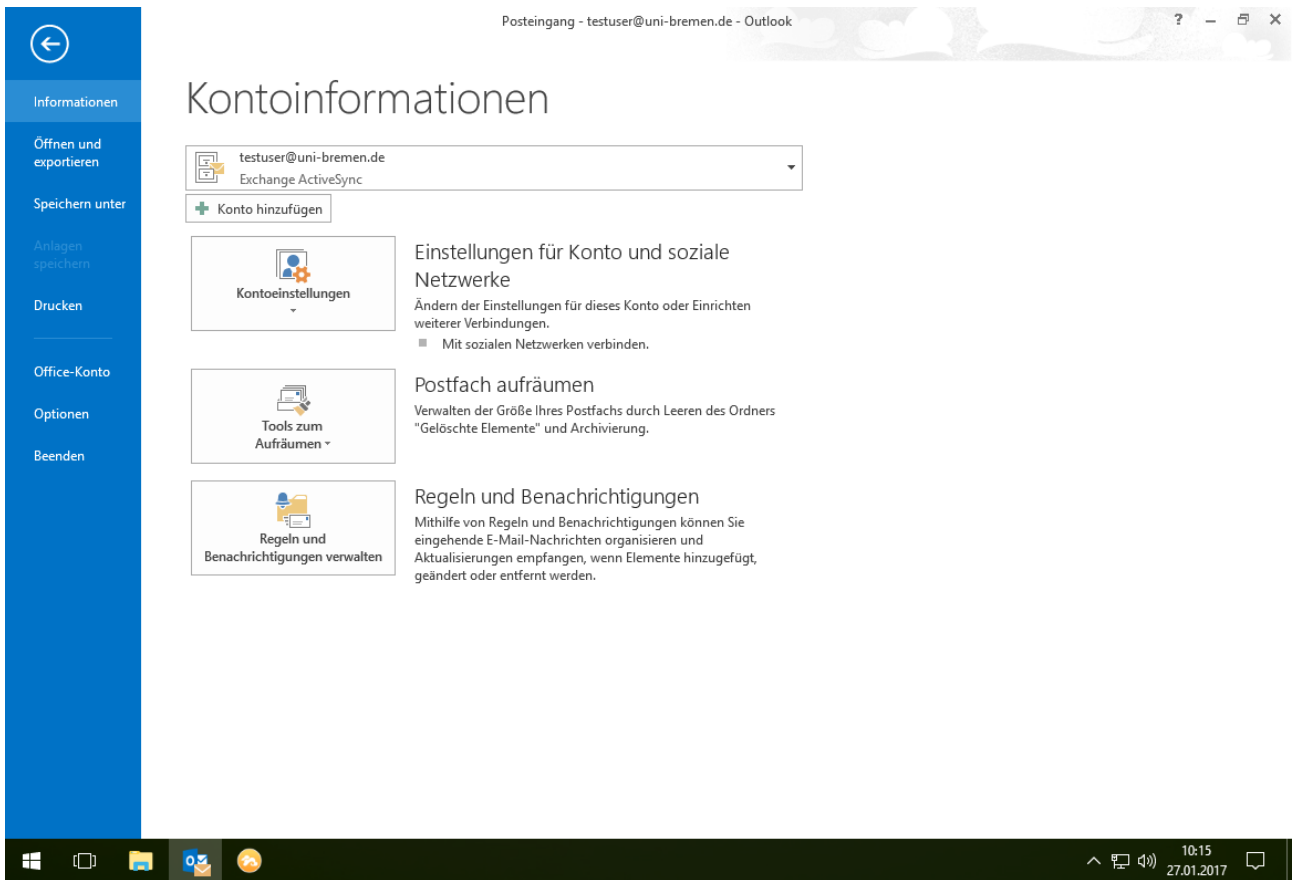 Posteingang - testuser@uni-bremen.de - Outlook
?
Informationen
Öffnen und
exportieren
Speichern unter
Anlagen
speichern
Drucken
Office-Konto
Optionen
Beenden
Kontoinformationen
testuser@uni-bremen.de
Exchange ActiveSync
Konto hinzufügen
Kontoeinstellungen
Einstellungen für Konto und soziale
Netzwerke
Ändern der Einstellungen für dieses Konto oder Einrichten
weiterer Verbindungen.
Mit sozialen Netzwerken verbinden.
Tools zum
Aufräumen
Postfach aufräumen
Verwalten der Größe Ihres Postfachs durch Leeren des Ordners
"Gelöschte Elemente" und Archivierung.
Regeln und
Benachrichtigungen verwalten
Regeln und Benachrichtigungen
Mithilfe von Regeln und Benachrichtigungen können Sie
eingehende E-Mail-Nachrichten organisieren und
Aktualisierungen empfangen, wenn Elemente hinzugefügt,
geändert oder entfernt werden.
10:15
27.01.2017